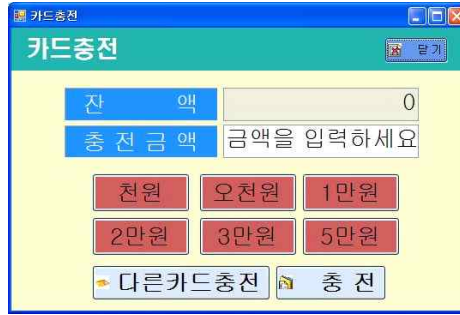 카드충전
카드충전 닫기
잔 액 0
충전금액 금액을 입력하세요
천원 오천원 1만원
2만원 3만원 5만원
다른카드충전 충 전